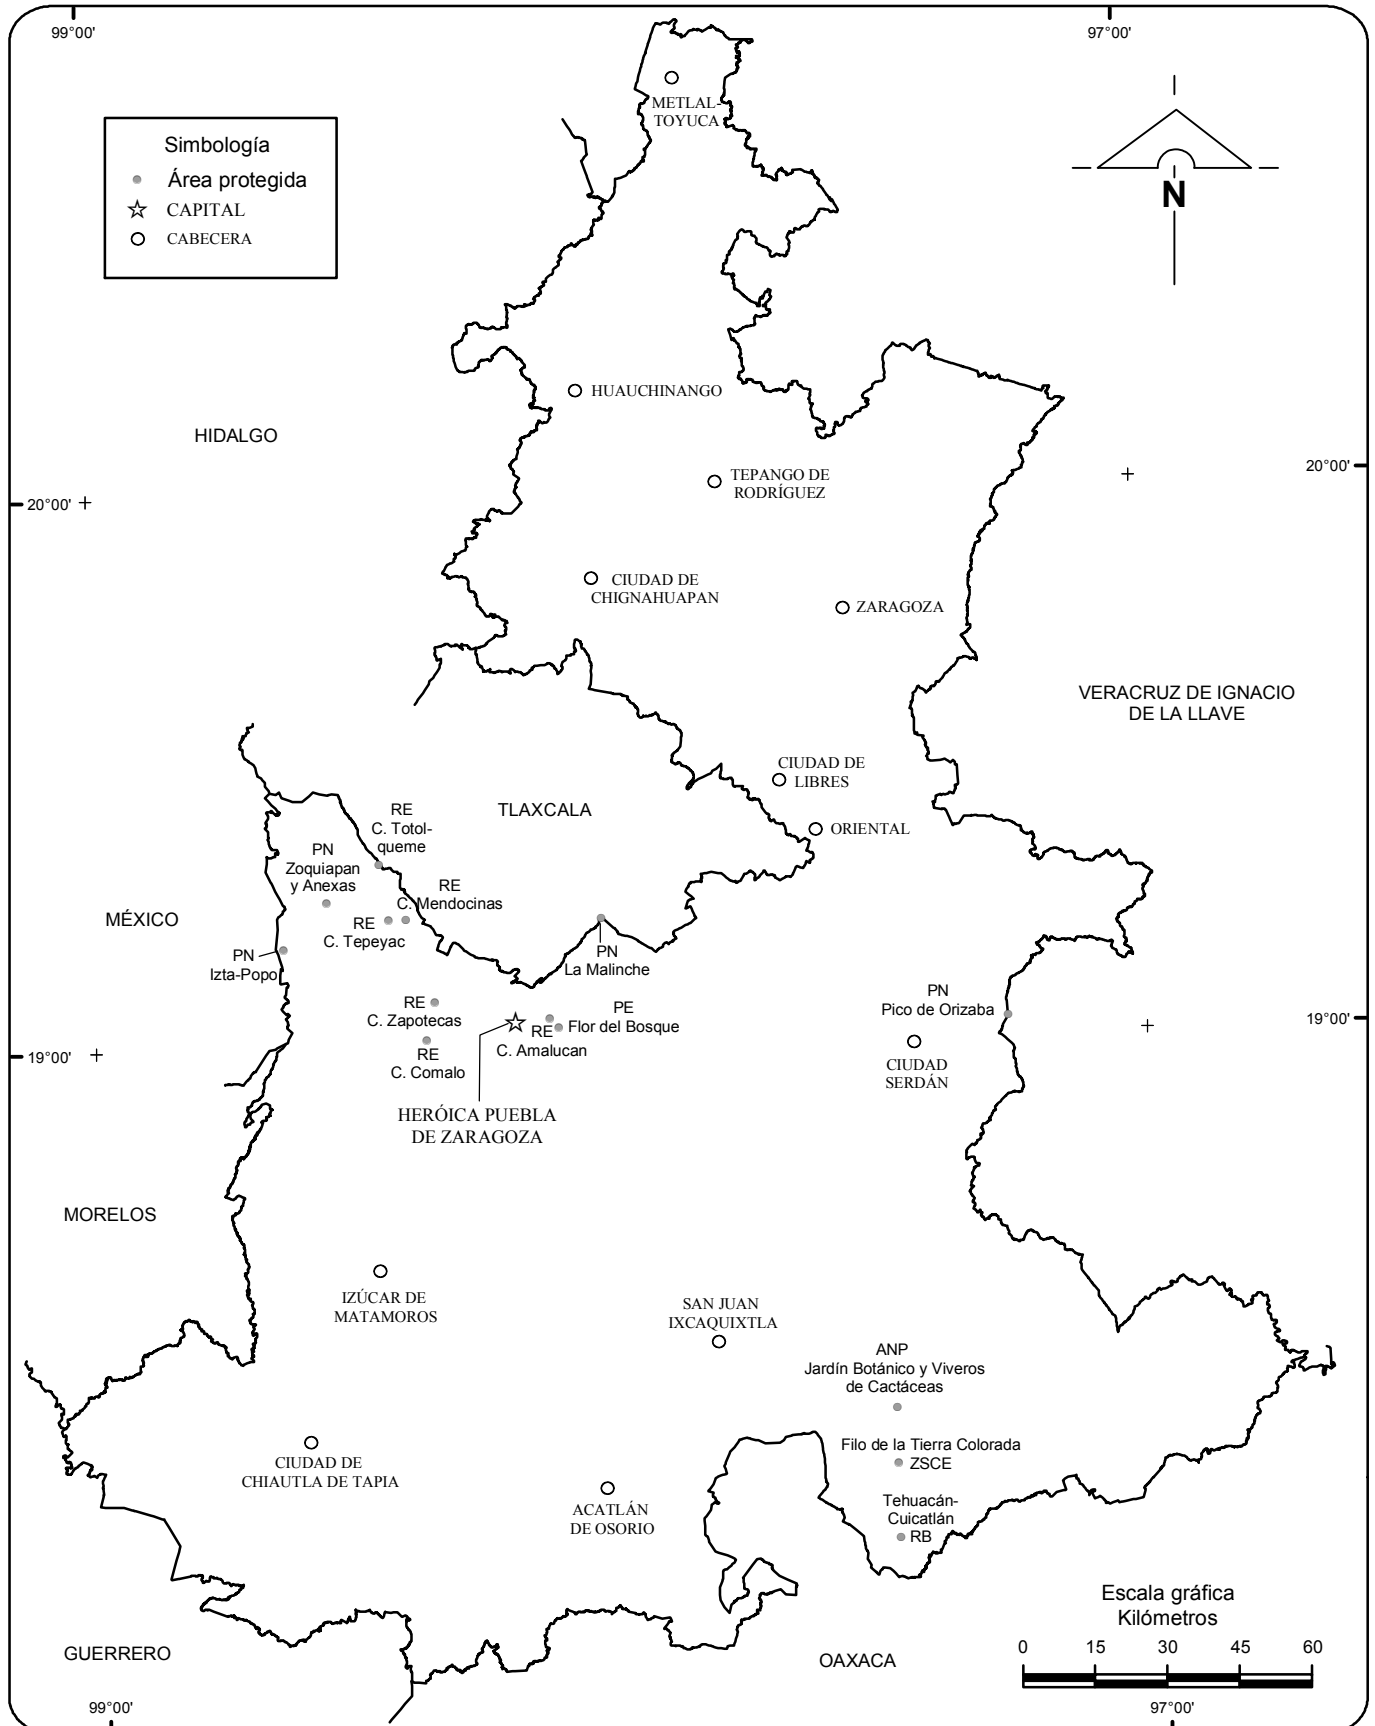 99°00'
97°00'
METLAL-
TOYUCA
Simbología
Área protegida
CAPITAL
CABECERA
N
HUAUCHINANGO
HIDALGO
TEPANGO DE
RODRÍGUEZ
20°00'
20°00'
CIUDAD DE
CHIGNAHUAPAN
ZARAGOZA
VERACRUZ DE IGNACIO
DE LA LLAVE
CIUDAD DE
LIBRES
TLAXCALA
ORIENTAL
RE
C. Totol-
queme
PN
Zoquiapan
y Anexas
RE
C. Mendocinas
MÉXICO
RE
C. Tepeyac
PN
Izta-Popo
PN
La Malinche
RE
C. Zapotecas
PE
Flor del Bosque
RE
C. Amalucan
PN
Pico de Orizaba
19°00'
19°00'
RE
C. Comalo
CIUDAD
SERDÁN
HERÓICA PUEBLA
DE ZARAGOZA
MORELOS
IZÚCAR DE
MATAMOROS
SAN JUAN
IXCAQUIXTLA
ANP
Jardín Botánico y Viveros
de Cactáceas
Filo de la Tierra Colorada
ZSCE
CIUDAD DE
CHIAUTLA DE TAPIA
ACATLÁN
DE OSORIO
Tehuacán-
Cuicatlán
RB
Escala gráfica
Kilómetros
0 15 30 45 60
GUERRERO
OAXACA
99°00'
97°00'